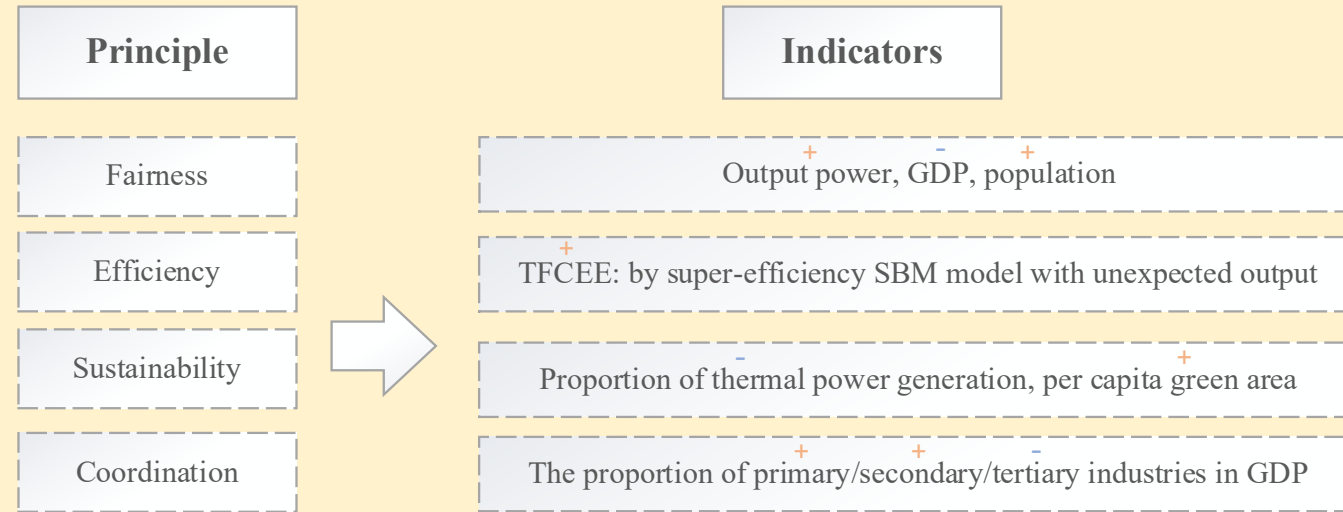 Principle
Indicators
Fairness
+ - +
Output power, GDP, population
Efficiency
+
TFCEE: by super-efficiency SBM model with unexpected output
Sustainability
- +
Proportion of thermal power generation, per capita green area
Coordination
+ + -
The proportion of primary/secondary/tertiary industries in GDP